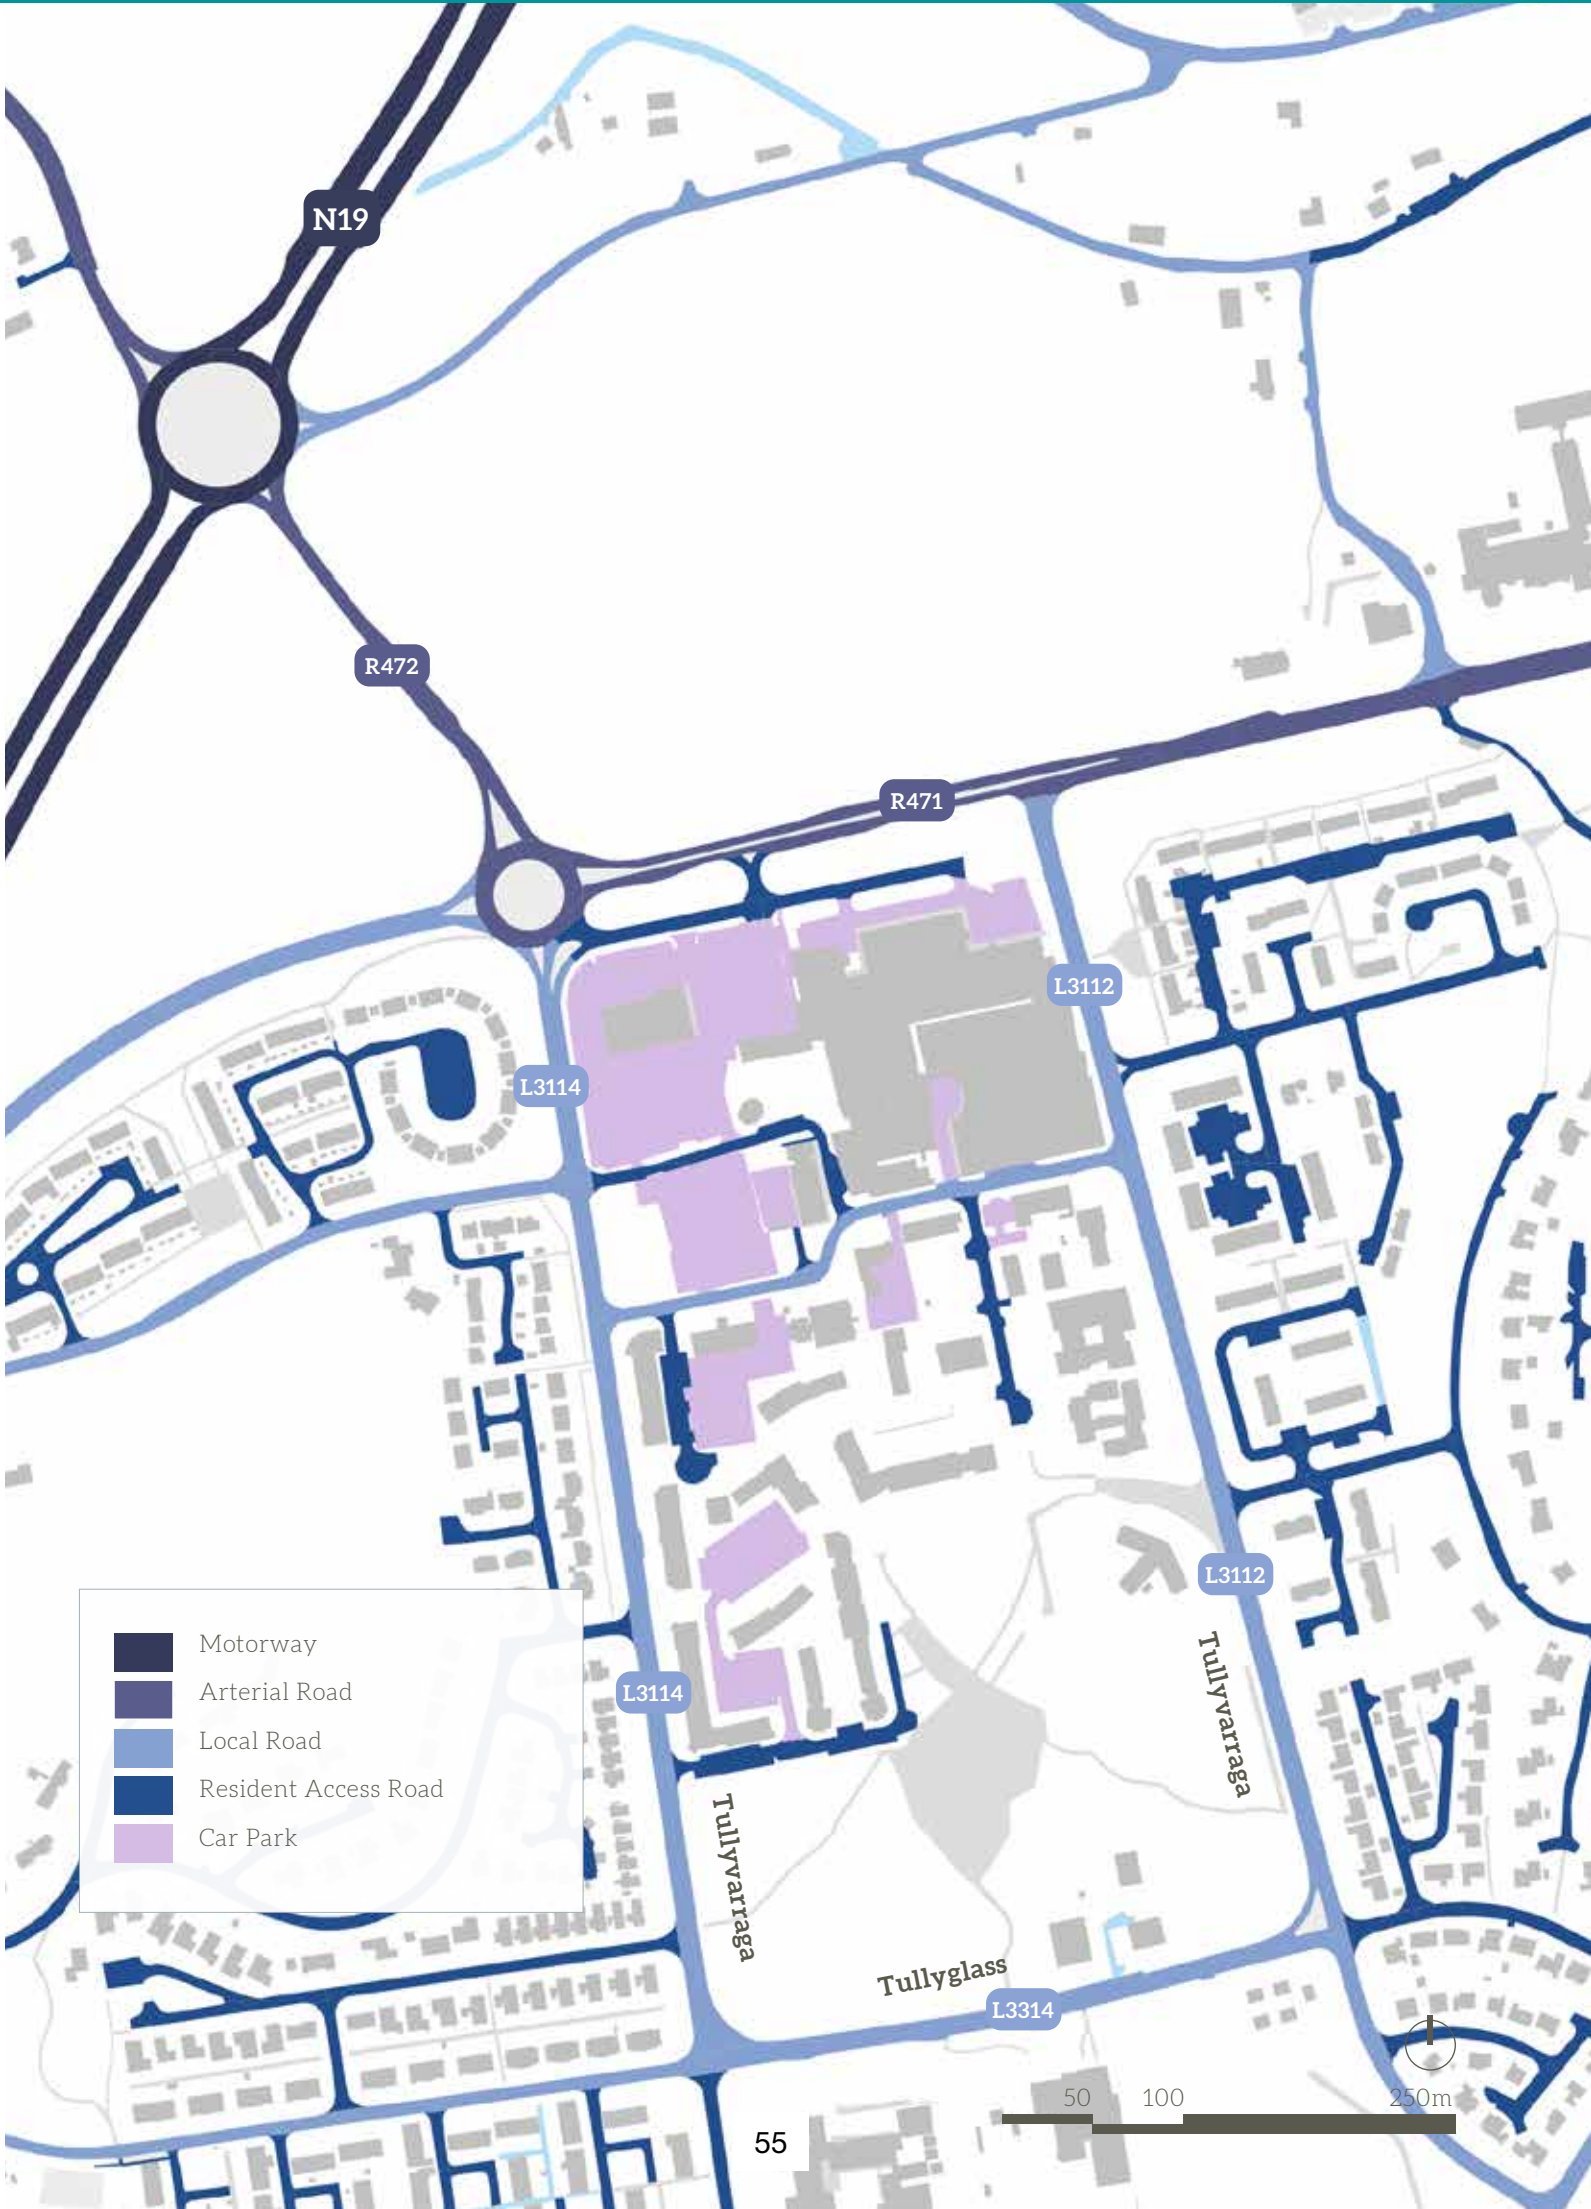 N19
R472
R471
L3112
L3114
L3112
Tullyvarraga
Motorway
Arterial Road
Local Road
Resident Access Road
Car Park
L3114
Tullyvarraga
Tullyglass
L3314
50 100 250m
55